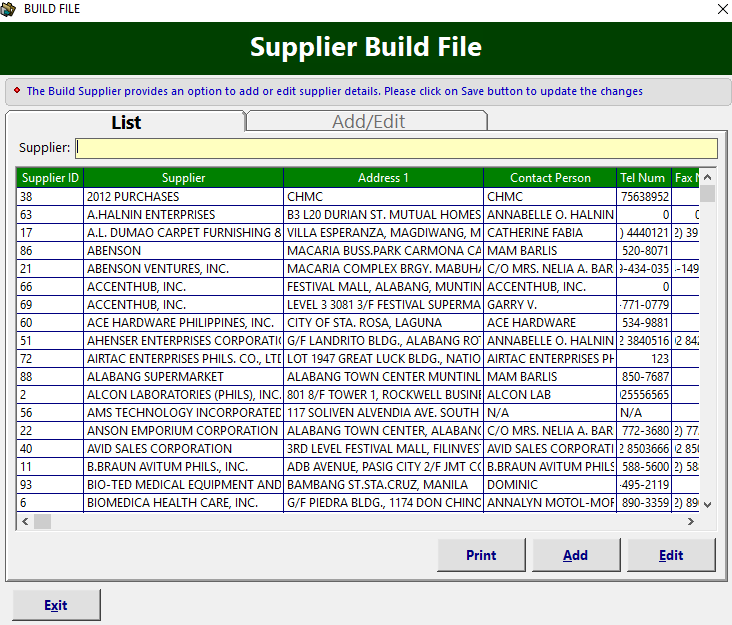 BUILD FILE
Supplier Build File
The Build Supplier provides an option to add or edit supplier details. Please click on Save button to update the changes
List Add/Edit
Supplier:
Supplier ID Supplier Address 1 Contact Person Tel Num Fax N
38 2012 PURCHASES CHMC CHMC 75638952
63 A.HALNIN ENTERPRISES B3 L20 DURIAN ST. MUTUAL HOMES ANNABELLE O. HALNIN 0 0
17 A.L. DUMAO CARPET FURNISHING & VILLA ESPERANZA, MAGDIWANG, M CATHERINE FABIA ) 4440121 2) 39
86 ABENSON MACARIA BUSS.PARK CARMONA CA MAM BARLIS 520-8071
21 ABENSON VENTURES, INC. MACARIA COMPLEX BRGY. MABUHA C/O MRS. NELIA A. BAR 9-434-035 -149
66 ACCENTHUB, INC. FESTIVAL MALL, ALABANG, MUNTIN ACCENTHUB, INC. 0
69 ACCENTHUB, INC. LEVEL 3 3081 3/F FESTIVAL SUPERMA GARRY V. -771-0779
60 ACE HARDWARE PHILIPPINES, INC. CITY OF STA. ROSA, LAGUNA ACE HARDWARE 534-9881
51 AHENSER ENTERPRISES CORPORATIO G/F LANDRITO BLDG., ALABANG ROT ANNABELLE O. HALNIN 2 3840516 02 842
72 AIRTAC ENTERPRISES PHILS. CO., LTD LOT 1947 GREAT LUCK BLDG., NATIO AIRTAC ENTERPRISES PH 123
88 ALABANG SUPERMARKET ALABANG TOWN CENTER MUNTINL MAM BARLIS 850-7687
2 ALCON LABORATORIES (PHILS), INC. 801 8/F TOWER 1, ROCKWELL BUSINE ALCON LAB 025556565
56 AMS TECHNOLOGY INCORPORATED 117 SOLIVEN ALVENDIA AVE. SOUTH N/A N/A
22 ANSON EMPORIUM CORPORATION ALABANG TOWN CENTER, ALABANG C/O MRS. NELIA A. BAR 772-3680 2) 77
40 AVID SALES CORPORATION 3RD LEVEL FESTIVAL MALL, FILINVES AVID SALES CORPORATI 2 8503666 02 850
11 B.BRAUN AVITUM PHILS., INC. ADB AVENUE, PASIG CITY 2/F JMT CO B.BRAUN AVITUM PHILS 588-5600 2) 58
93 BIO-TED MEDICAL EQUIPMENT AND BAMBANG ST.STA.CRUZ, MANILA DOMINIC -495-2119
6 BIOMEDICA HEALTH CARE, INC. G/F PIEDRA BLDG., 1174 DON CHINO ANNALYN MOTOL-MOR 890-3359 2) 89
Print Add Edit
Exit